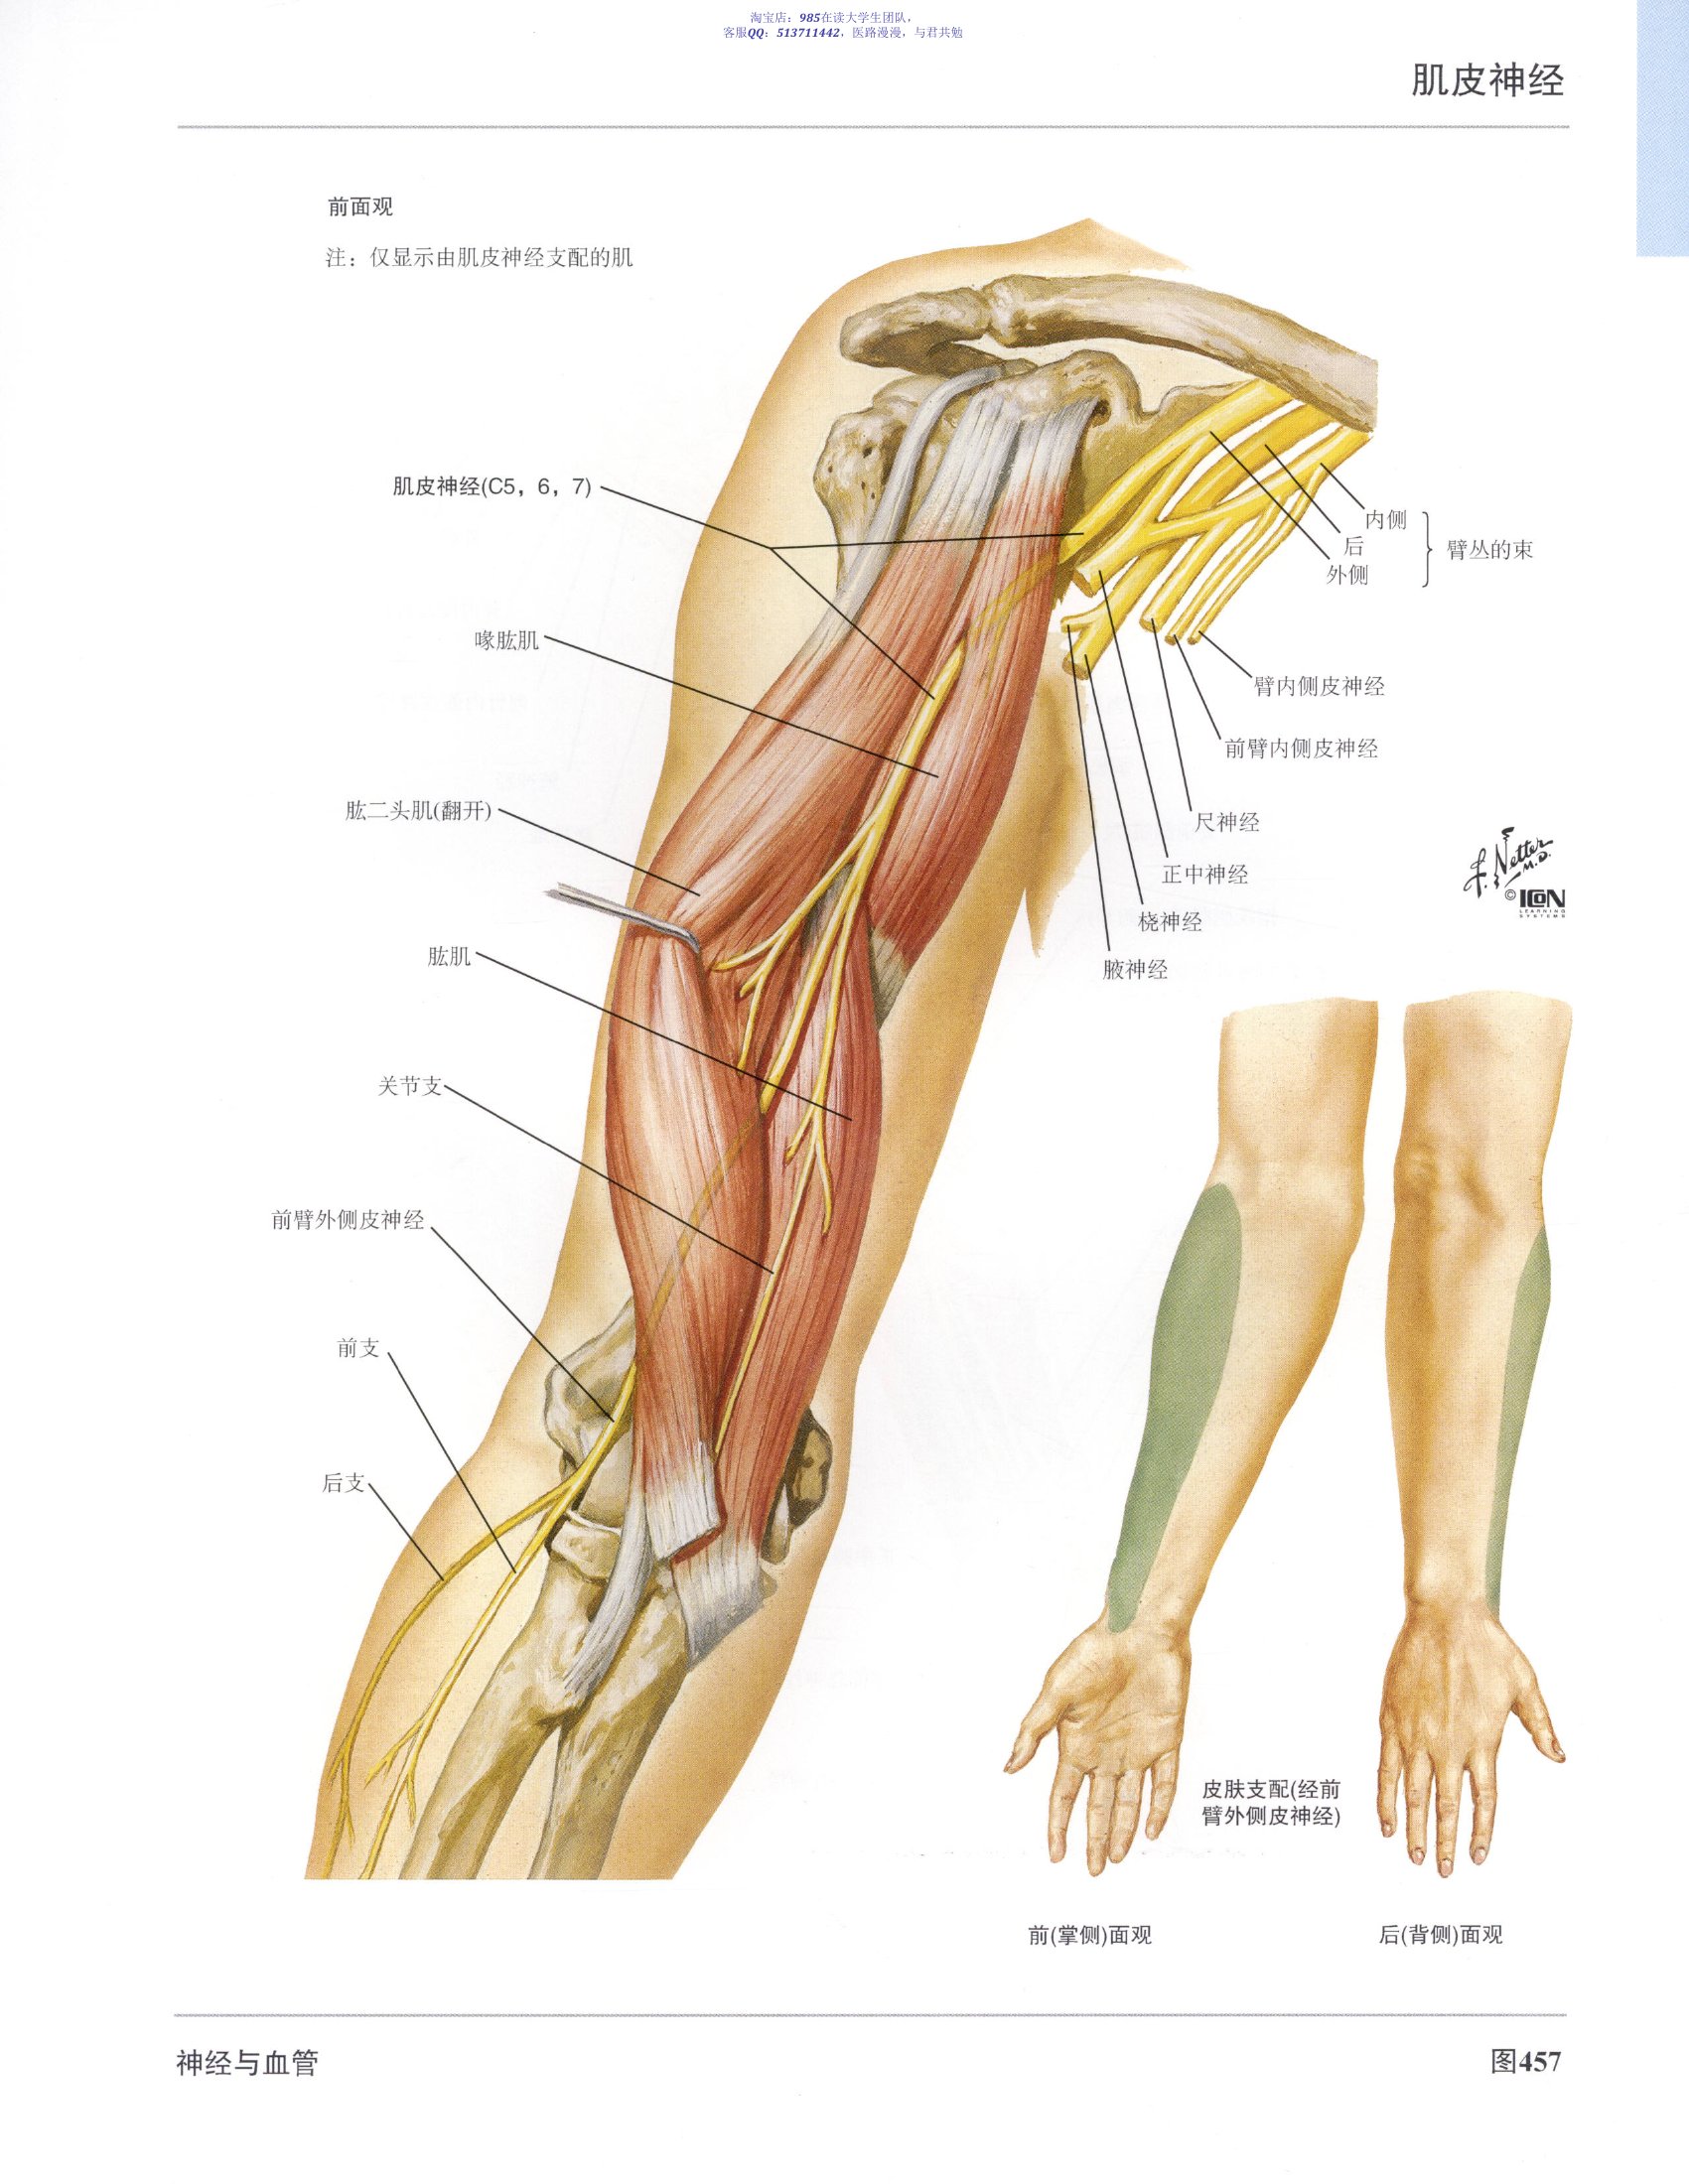 淘宝店：985在读大学生团队，
客服QQ：513711442，医路漫漫，与君共勉
肌皮神经
前面观
注：仅显示由肌皮神经支配的肌
肌皮神经(C5，6，7)
内侧
后
外侧
臂丛的束
喙肱肌
臂内侧皮神经
前臂内侧皮神经
肱二头肌(翻开)
尺神经
正中神经
桡神经
腋神经
F. Netter
M.D.
© ICON
LEARNING
SYSTEMS
肱肌
关节支
前臂外侧皮神经
前支
后支
皮肤支配(经前
臂外侧皮神经)
前(掌侧)面观
后(背侧)面观
神经与血管
图457